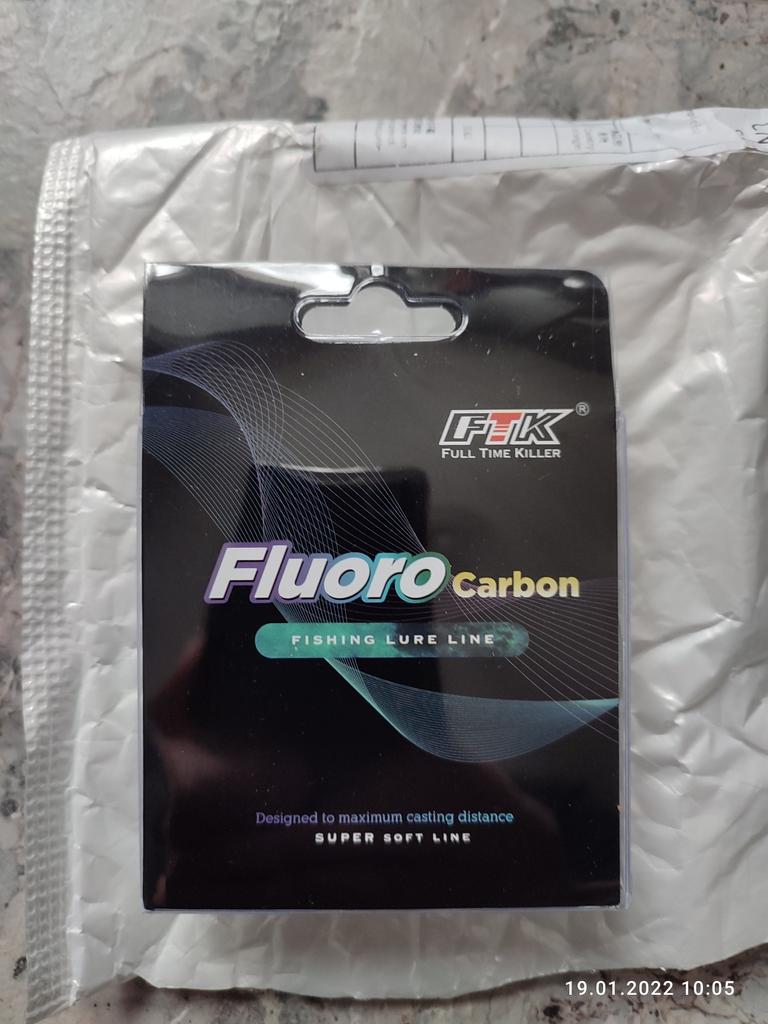 FTK®
FULL TIME KILLER
Fluoro Carbon
FISHING LURE LINE
Designed to maximum casting distance
SUPER SOFT LINE
19.01.2022 10:05